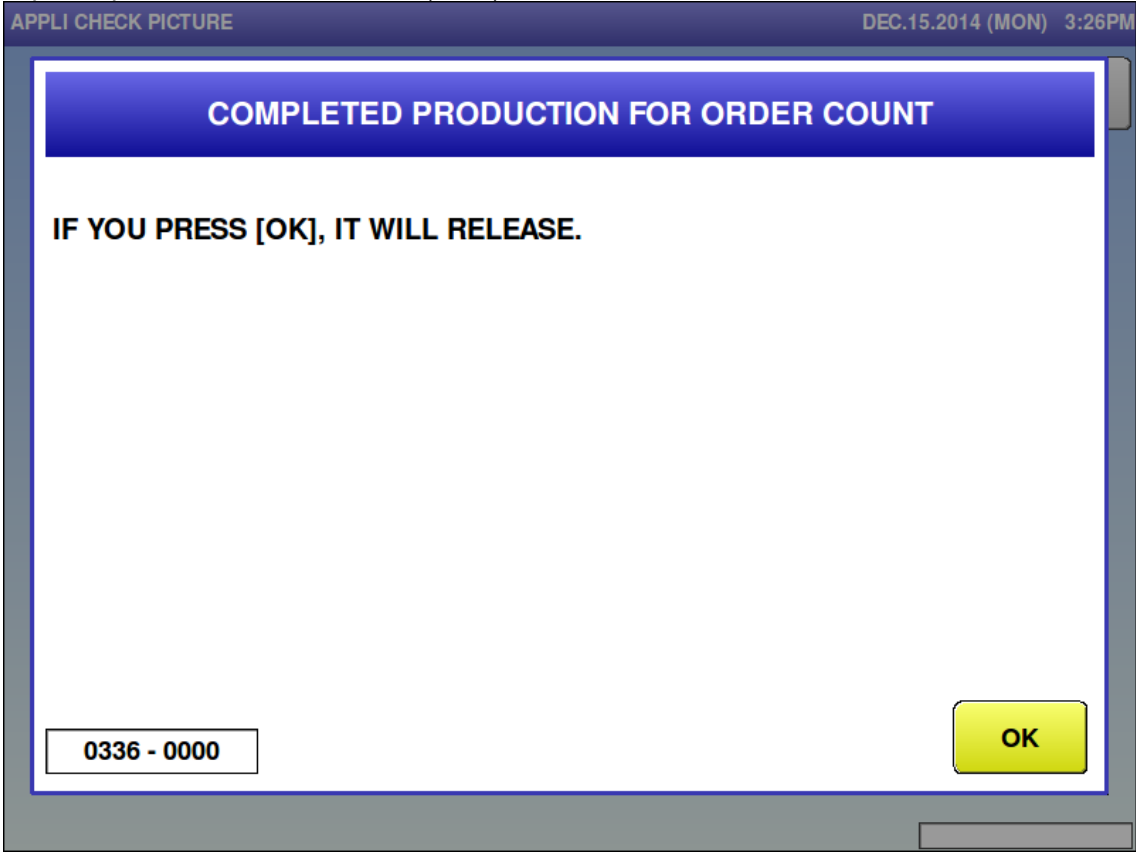 APPLI CHECK PICTURE DEC.15.2014 (MON) 3:26PM
COMPLETED PRODUCTION FOR ORDER COUNT
IF YOU PRESS [OK], IT WILL RELEASE.
0336 - 0000
OK